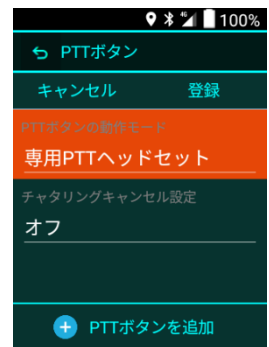 4G 100%
PTTボタン
キャンセル 登録
PTTボタンの動作モード
専用PTTヘッドセット
チャタリングキャンセル設定
オフ
PTTボタンを追加